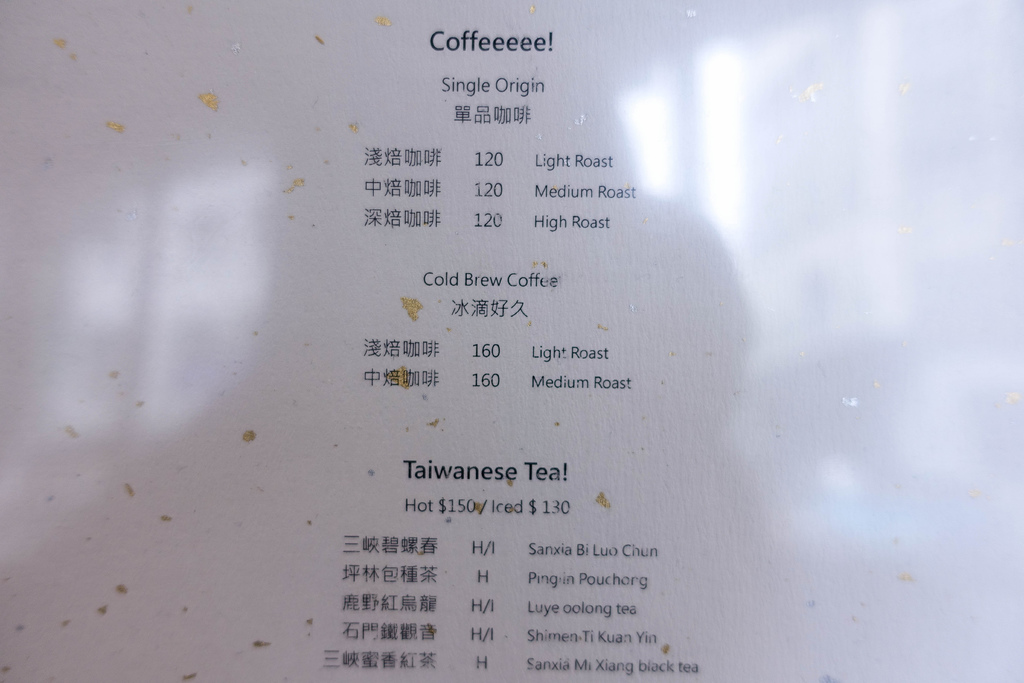 Coffeeeee!
Single Origin
單品咖啡
淺焙咖啡 120 Light Roast
中焙咖啡 120 Medium Roast
深焙咖啡 120 High Roast
Cold Brew Coffee
冰滴好久
淺焙咖啡 160 Light Roast
中焙咖啡 160 Medium Roast
Taiwanese Tea!
Hot $150 / Iced $ 130
三峽碧螺春 H/I Sanxia Bi Luo Chun
坪林包種茶 H Pinglin Pouchong
鹿野紅烏龍 H/I Luye oolong tea
石門鐵觀音 H/I Shimen Ti Kuan Yin
三峽蜜香紅茶 H Sanxia Mi Xiang black tea